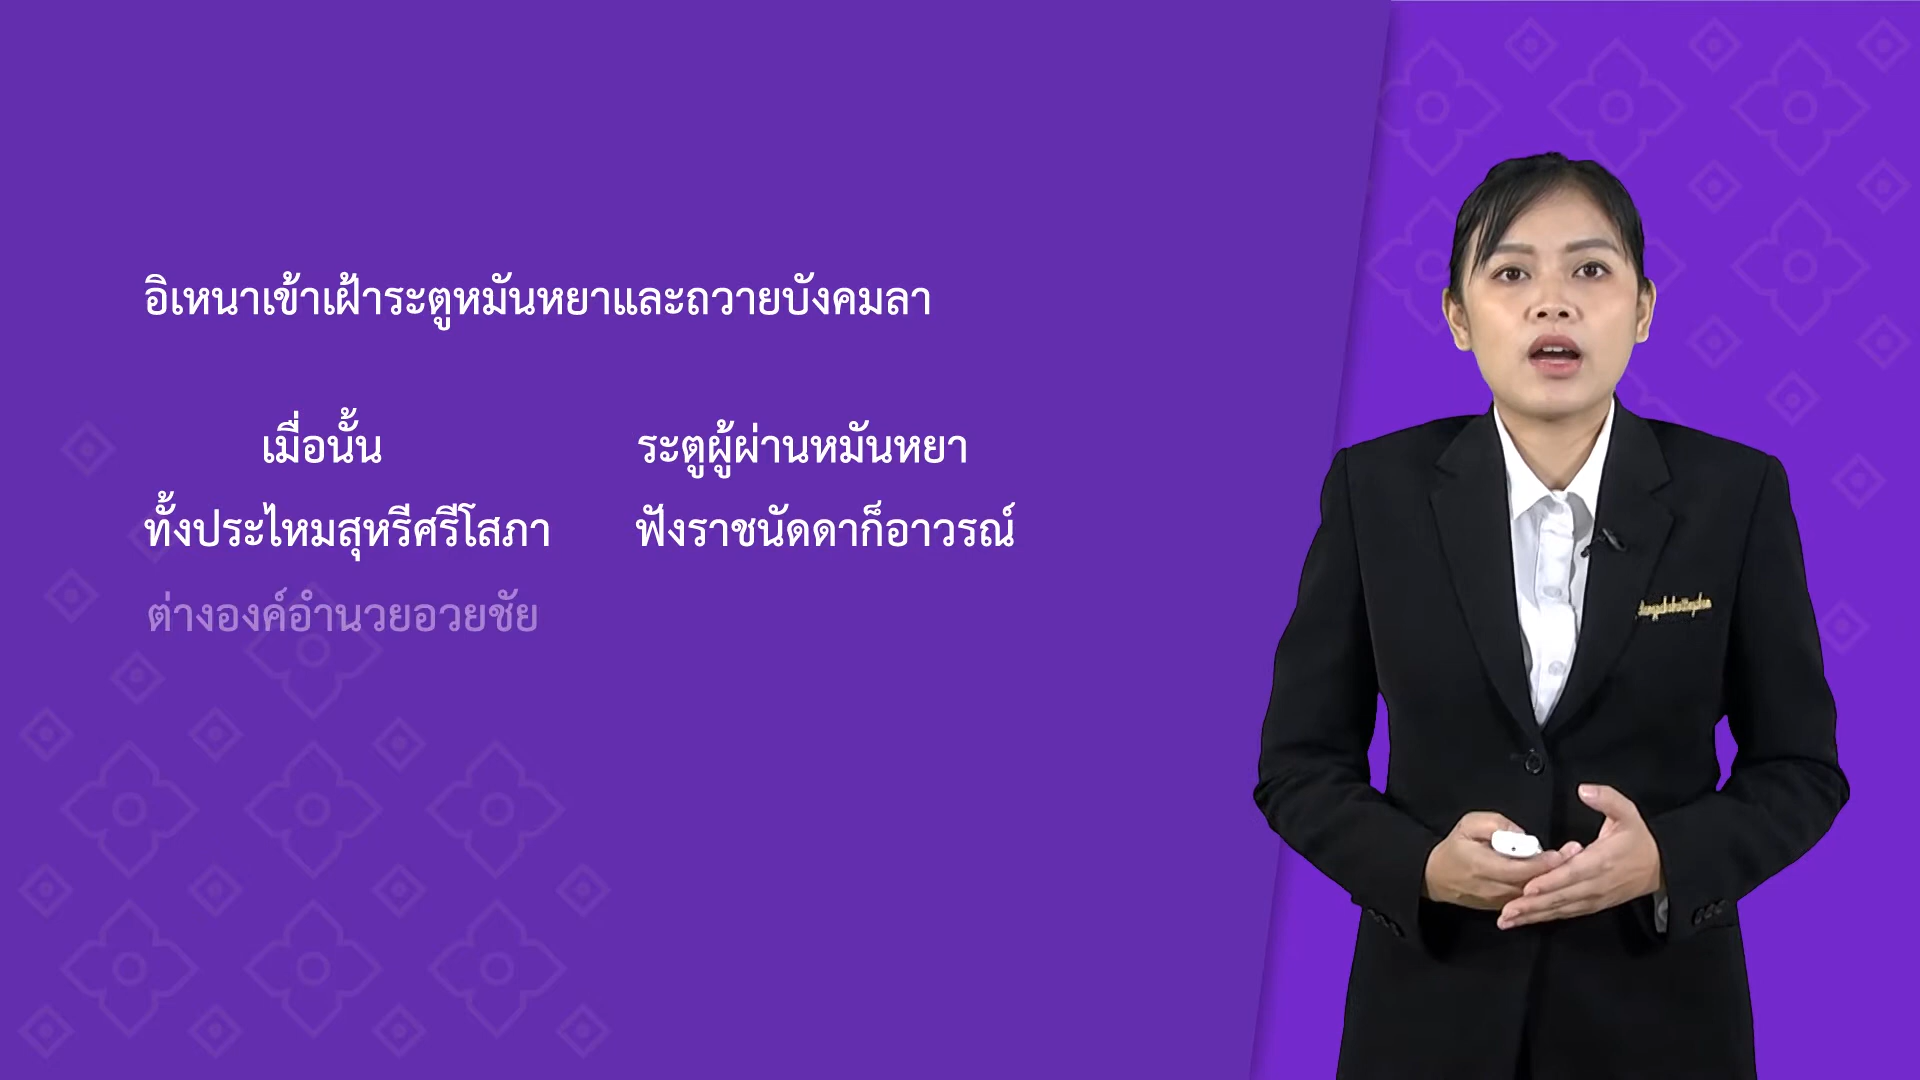 อิเหนาเข้าเฝ้าระตูหมันหยาและถวายบังคมลา
เมื่อนั้น ระตูผู้ผ่านหมันหยา
ทั้งประไหมสุหรีศรีโสภา ฟังราชนัดดาก็อาวรณ์
ต่างองค์อำนวยอวยชัย